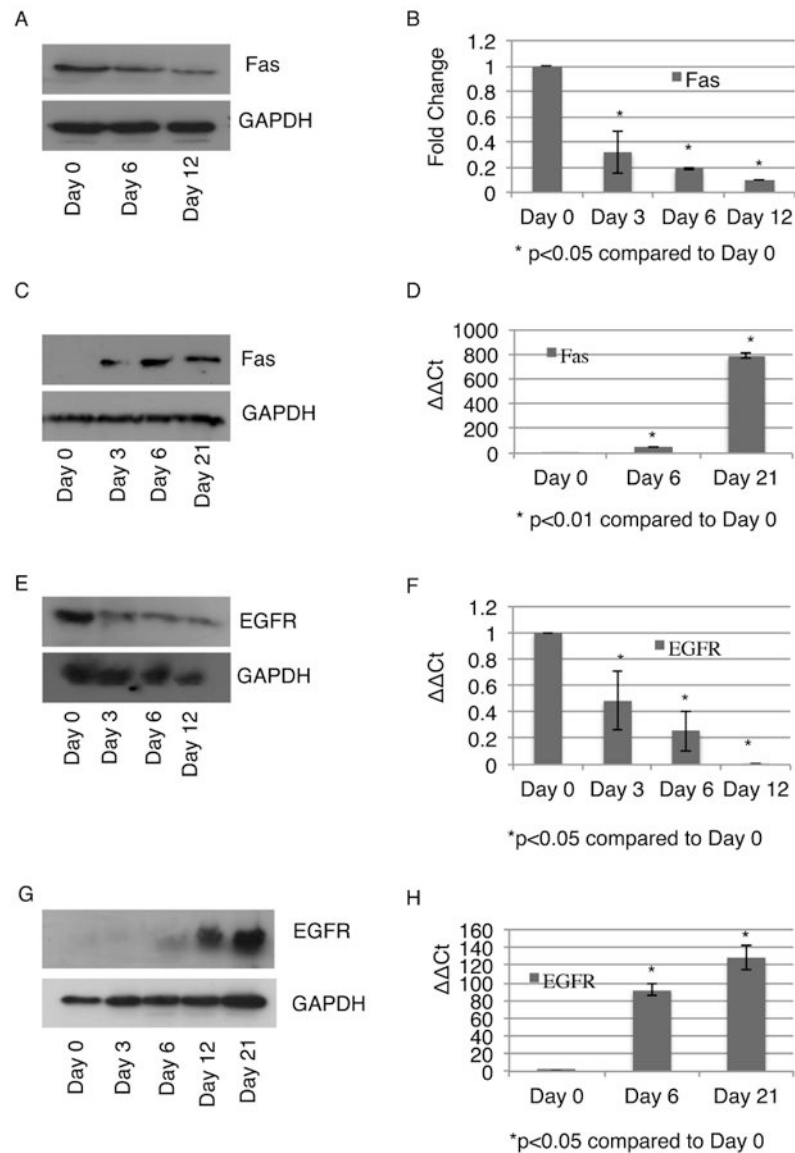 A
Fas
GAPDH
Day 0
Day 6
Day 12
B
Fold Change
1.2
1
0.8
0.6
0.4
0.2
0
Fas
*
*
*
Day 0 Day 3 Day 6 Day 12
* p<0.05 compared to Day 0
C
Fas
GAPDH
Day 0
Day 3
Day 6
Day 21
D
ΔΔCt
1000
800
600
400
200
0
Fas
*
*
Day 0 Day 6 Day 21
* p<0.01 compared to Day 0
E
EGFR
GAPDH
Day 0
Day 3
Day 6
Day 12
F
ΔΔCt
1.2
1
0.8
0.6
0.4
0.2
0
EGFR
*
*
*
Day 0 Day 3 Day 6 Day 12
*p<0.05 compared to Day 0
G
EGFR
GAPDH
Day 0
Day 3
Day 6
Day 12
Day 21
H
ΔΔCt
160
140
120
100
80
60
40
20
0
EGFR
*
*
Day 0 Day 6 Day 21
*p<0.05 compared to Day 0